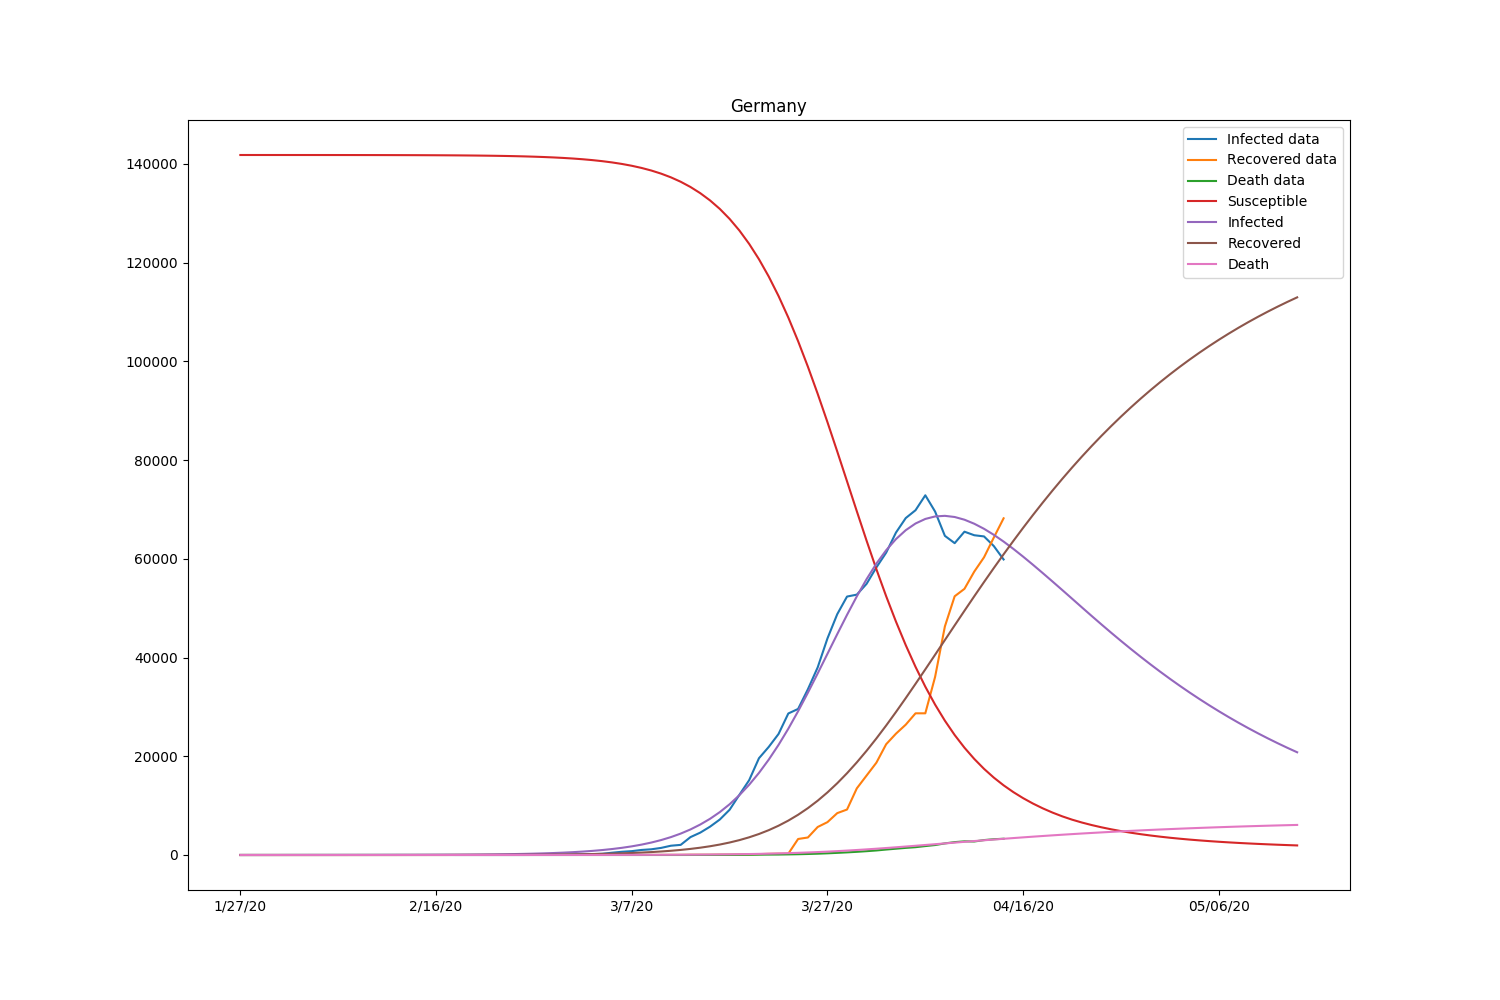 Germany
140000
120000
100000
80000
60000
40000
20000
0
1/27/20
2/16/20
3/7/20
3/27/20
04/16/20
05/06/20
Infected data
Recovered data
Death data
Susceptible
Infected
Recovered
Death